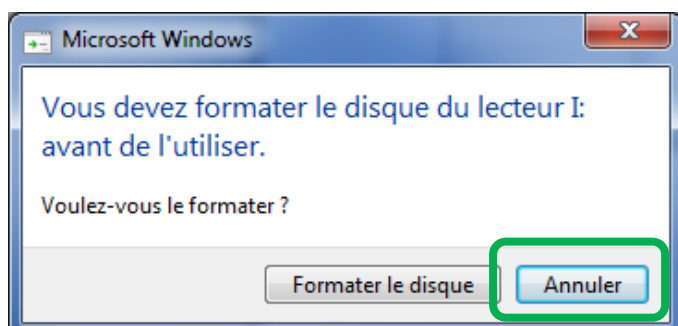 Microsoft Windows
Vous devez formater le disque du lecteur I:
avant de l'utiliser.
Voulez-vous le formater ?
Formater le disque
Annuler